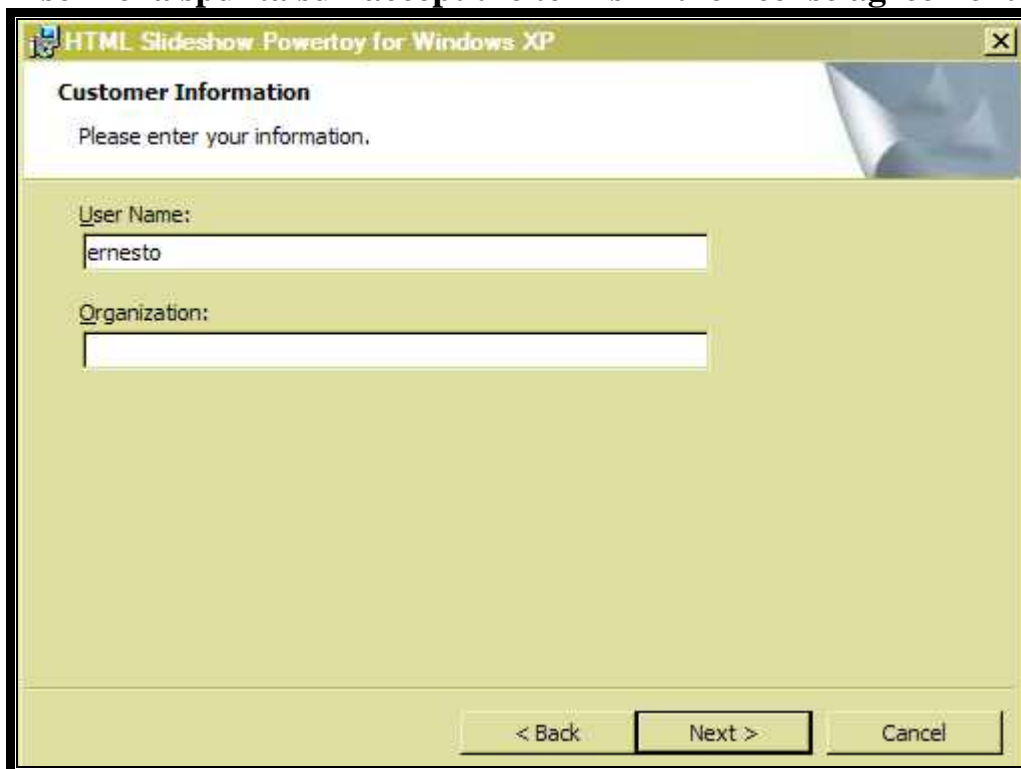 HTML Slideshow Powertoy for Windows XP
Customer Information
Please enter your information.
User Name:
ernesto
Organization:
< Back Next > Cancel